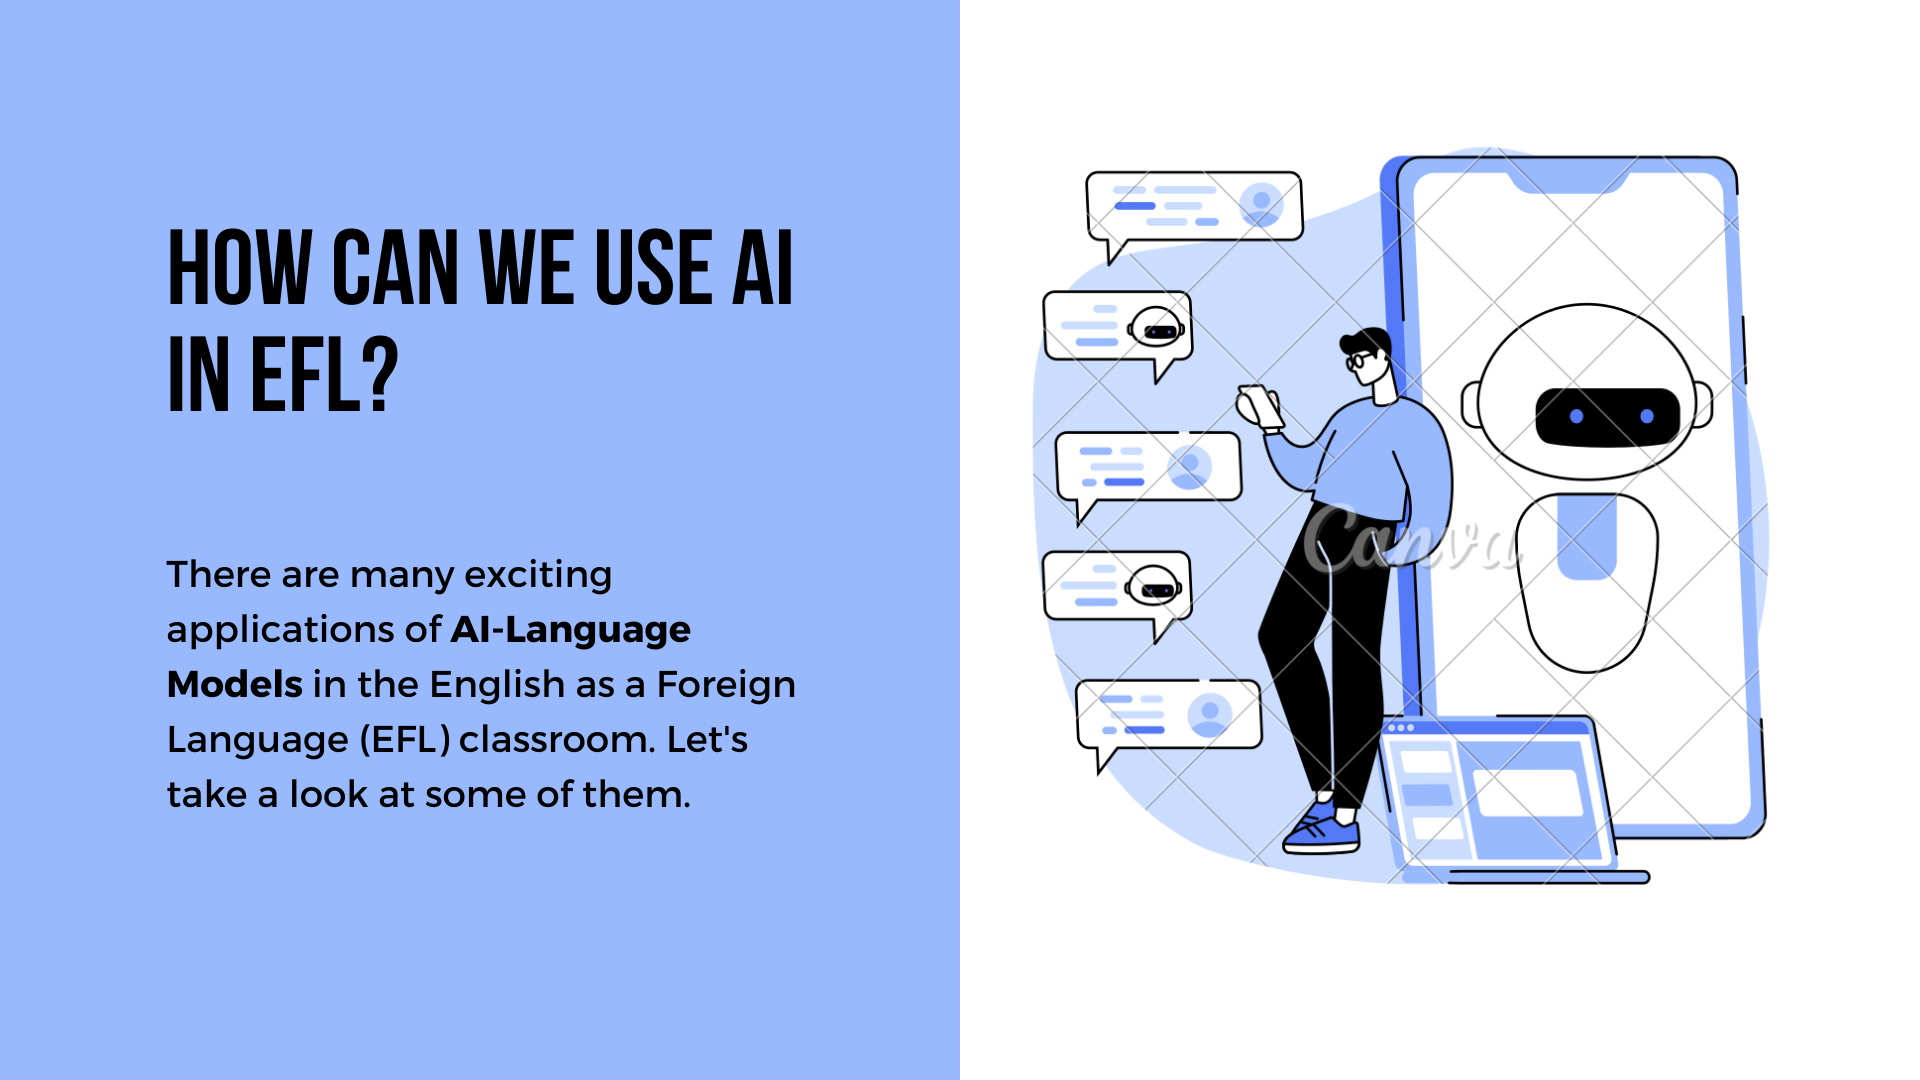 HOW CAN WE USE AI
IN EFL?
There are many exciting
applications of AI-Language
Models in the English as a Foreign
Language (EFL) classroom. Let's
take a look at some of them.
Canva